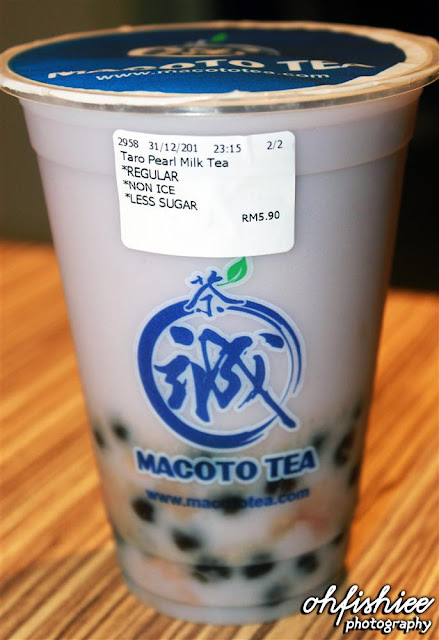 MACOTO TEA
www.macototea.com
2958 31/12/201 23:15 2/2
Taro Pearl Milk Tea
*REGULAR
*NON ICE
*LESS SUGAR
RM5.90
茶
誠
MACOTO TEA
www.macototea.com
ohfishiee
photography